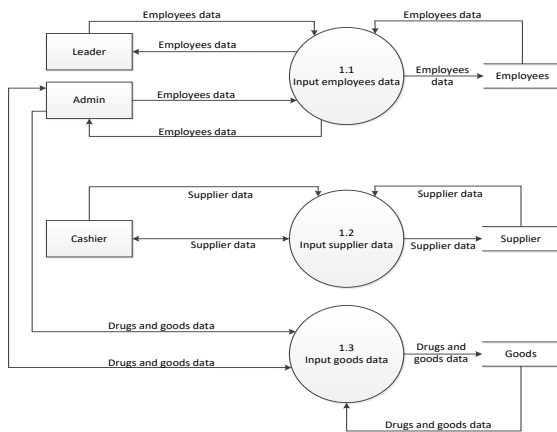 Employees data
Employees data
Leader
Employees data
1.1
Input employees data
Employees
data
Employees
Admin
Employees data
Employees data
Supplier data
Supplier data
1.2
Input supplier data
Cashier
Supplier data
Supplier data
Supplier
Drugs and goods data
1.3
Input goods data
Drugs and
goods data
Goods
Drugs and goods data
Drugs and goods data